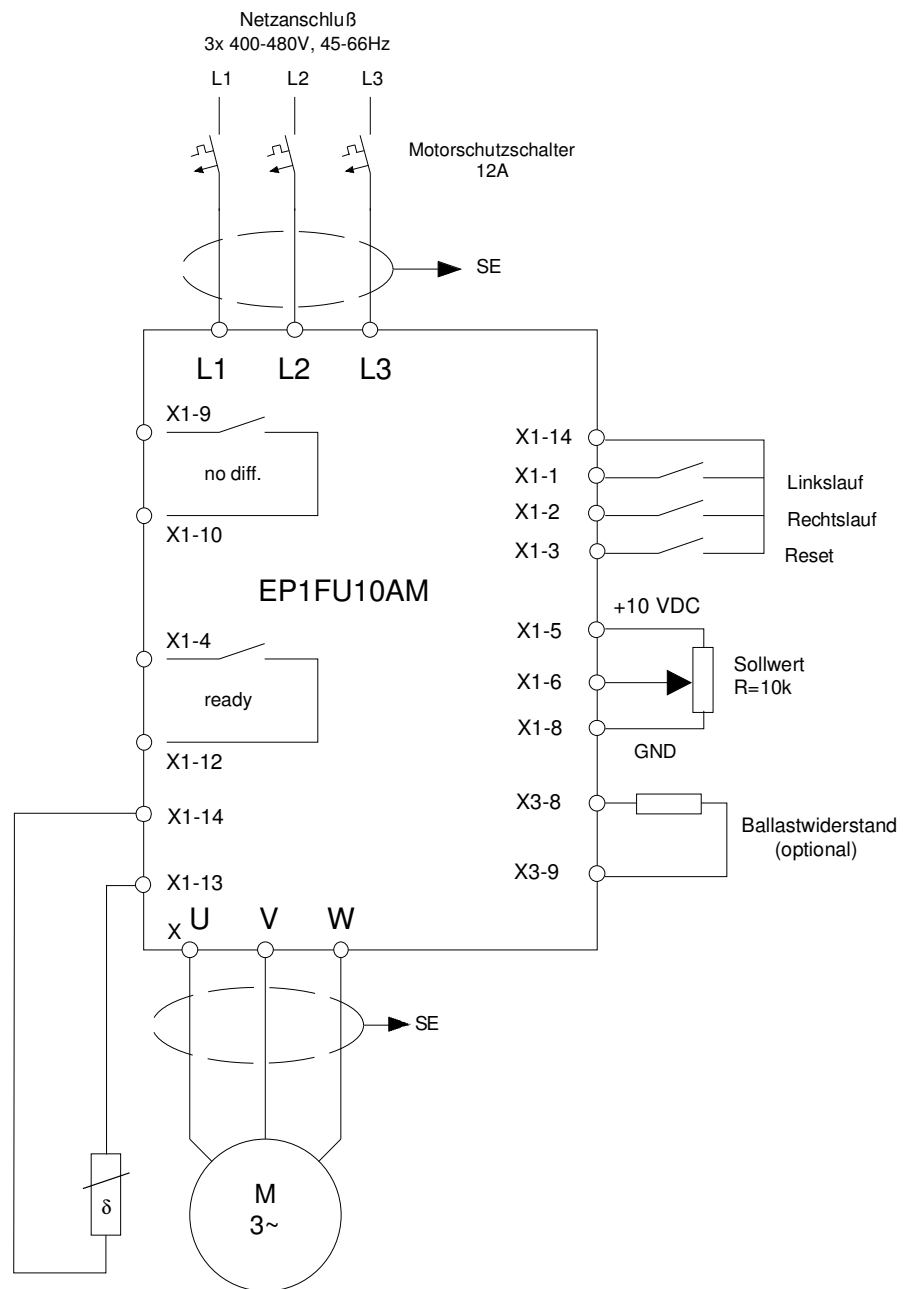 Netzanschluß
3x 400-480V, 45-66Hz
L1 L2 L3
Motorschutzschalter
12A
SE
L1 L2 L3
X1-9
no diff.
X1-10
X1-14
X1-1
Linkslauf
X1-2
Rechtslauf
X1-3
Reset
EP1FU10AM
+10 VDC
X1-5
X1-4
Sollwert
R=10k
X1-6
ready
X1-8
GND
X1-12
X3-8
X1-14
Ballastwiderstand
(optional)
X3-9
X1-13
X U V W
SE
δ
M
3~